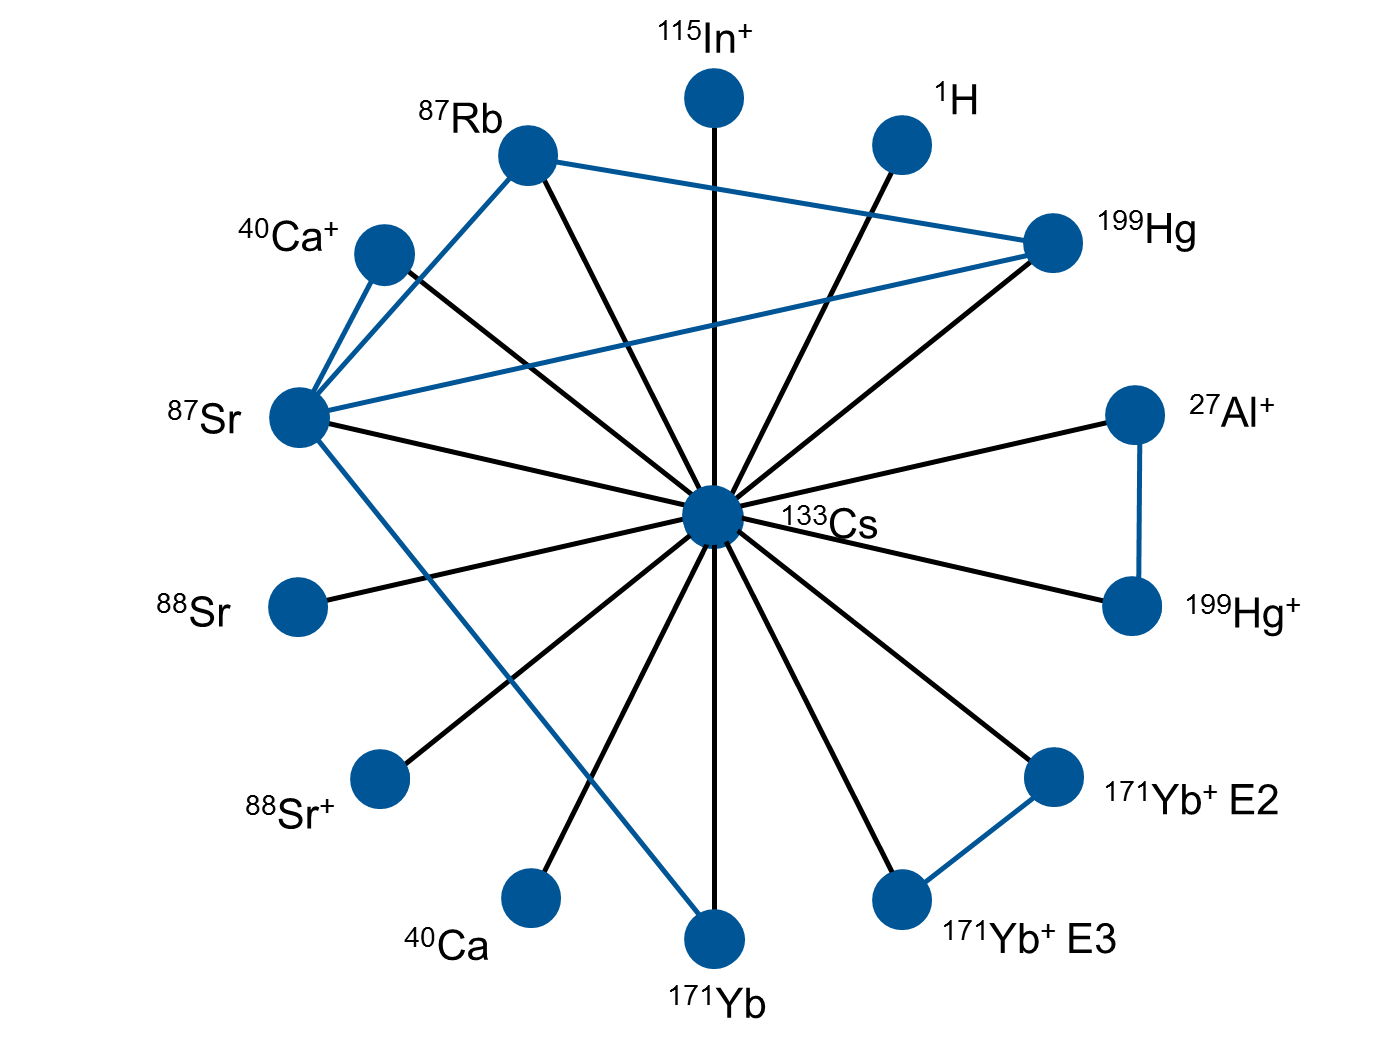 ¹¹⁵In⁺
¹H
⁸⁷Rb
¹⁹⁹Hg
⁴⁰Ca⁺
²⁷Al⁺
⁸⁷Sr
¹³³Cs
⁸⁸Sr
¹⁹⁹Hg⁺
¹⁷¹Yb⁺ E2
⁸⁸Sr⁺
¹⁷¹Yb⁺ E3
⁴⁰Ca
¹⁷¹Yb